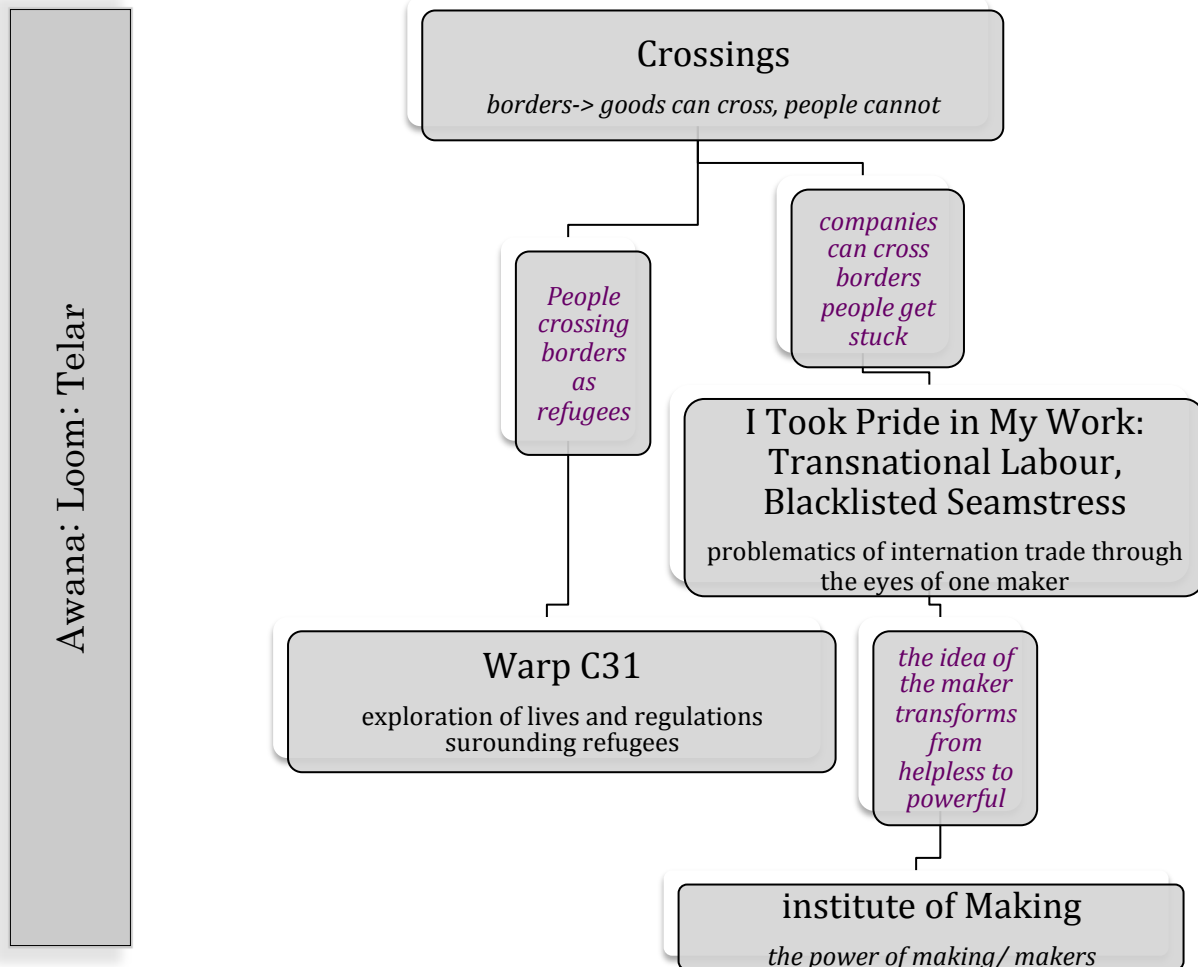 Awana: Loom: Telar
Crossings
borders-> goods can cross, people cannot
companies
can cross
borders
people get
stuck
People
crossing
borders
as
refugees
I Took Pride in My Work:
Transnational Labour,
Blacklisted Seamstress
problematics of internation trade through
the eyes of one maker
Warp C31
exploration of lives and regulations
surounding refugees
the idea of
the maker
transforms
from
helpless to
powerful
institute of Making
the power of making/ makers